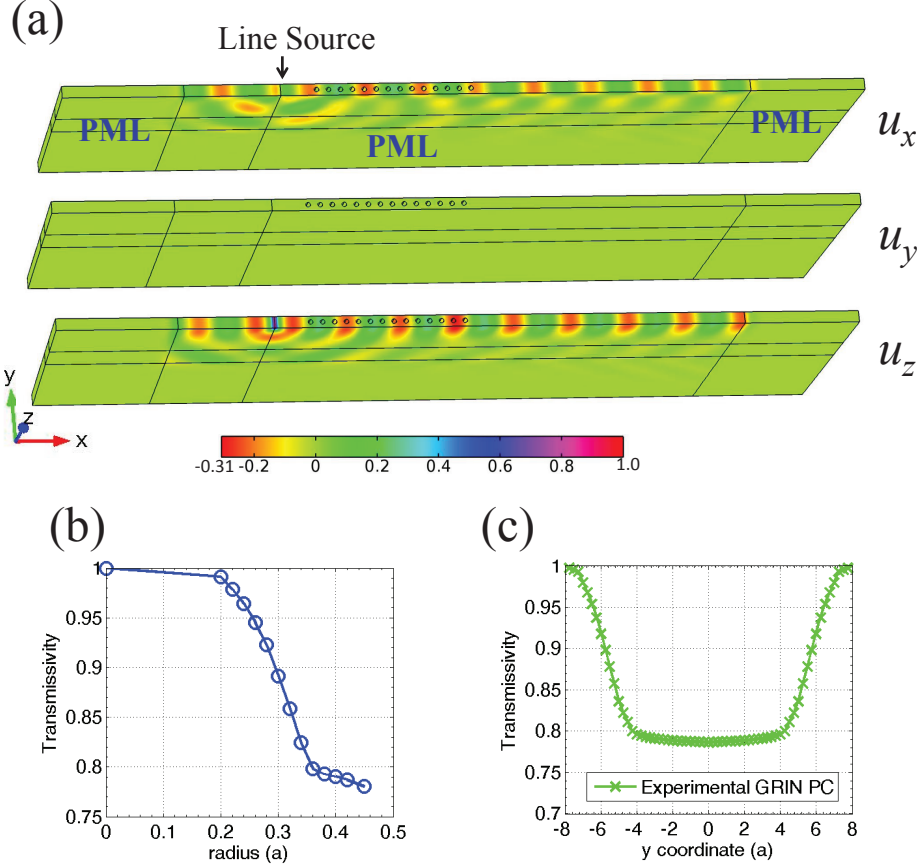 (a)
Line Source
PML
PML
PML
u_x
u_y
u_z
y
z
x
-0.31 -0.2 0 0.2 0.4 0.6 0.8 1.0
(b)
(c)
1
0.95
0.9
0.85
0.8
0.75
Transmissivity
0 0.1 0.2 0.3 0.4 0.5
radius (a)
1
0.95
0.9
0.85
0.8
0.75
0.7
Transmissivity
Experimental GRIN PC
-8 -6 -4 -2 0 2 4 6 8
y coordinate (a)